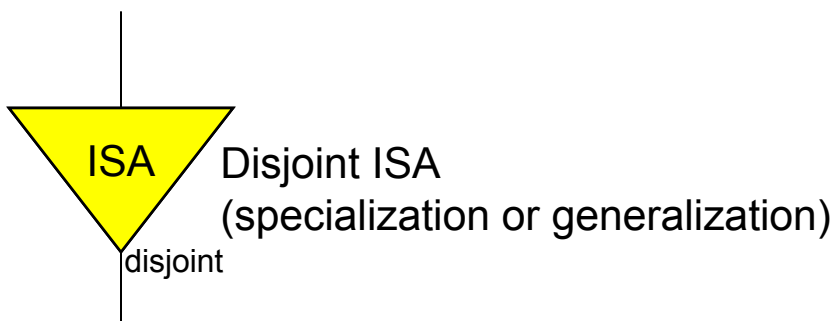 ISA
Disjoint ISA
(specialization or generalization)
disjoint